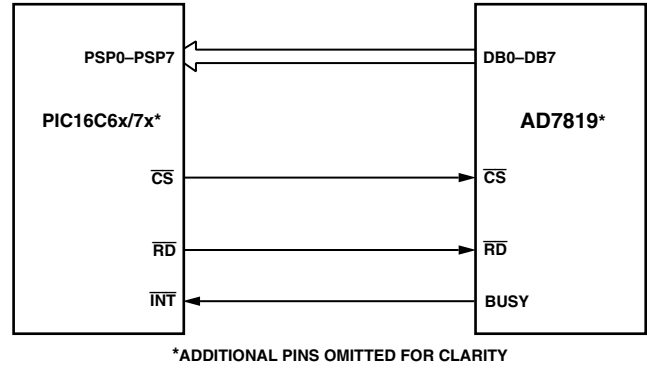 PSP0–PSP7
DB0–DB7
PIC16C6x/7x*
AD7819*
CS
CS
RD
RD
INT
BUSY
*ADDITIONAL PINS OMITTED FOR CLARITY